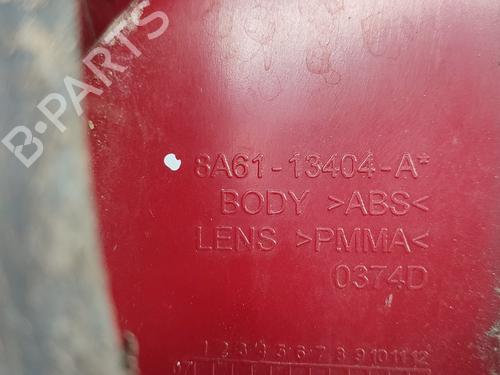 B-PARTS
8A61-13404-A*
BODY >ABS<
LENS >PMMA<
0374D
1 2 3 4 5 6 7 8 9 10 11 12